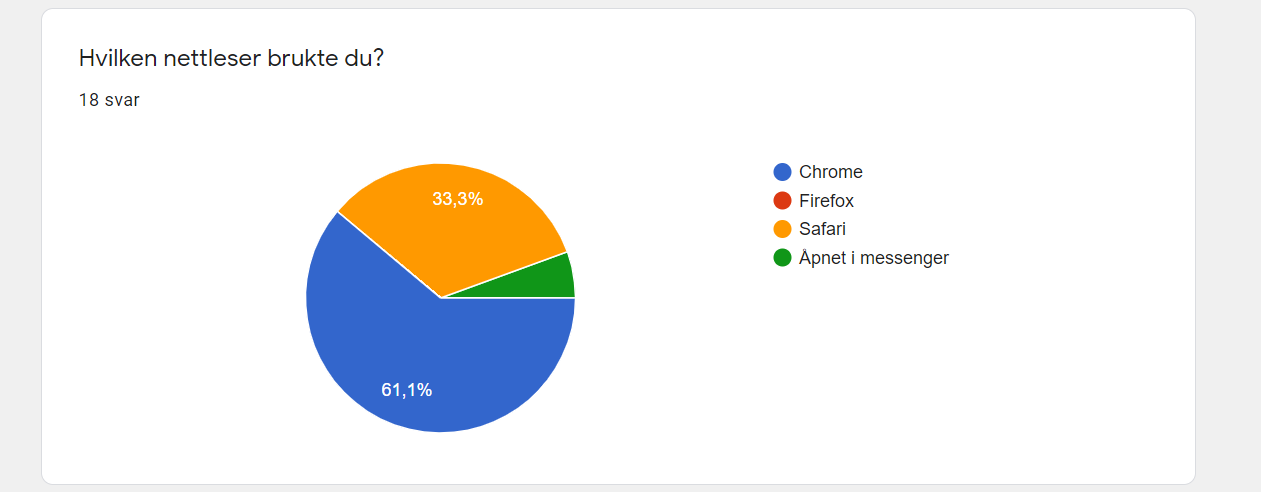 Hvilken nettleser brukte du?
18 svar
33,3%
61,1%
Chrome
Firefox
Safari
Åpnet i messenger